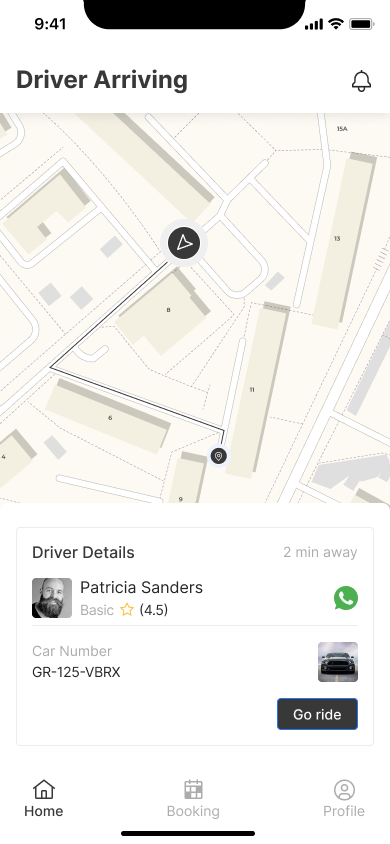 9:41
Driver Arriving
15A
13
8
11
6
4
9
Driver Details
2 min away
Patricia Sanders
Basic (4.5)
Car Number
GR-125-VBRX
Go ride
Home
Booking
Profile